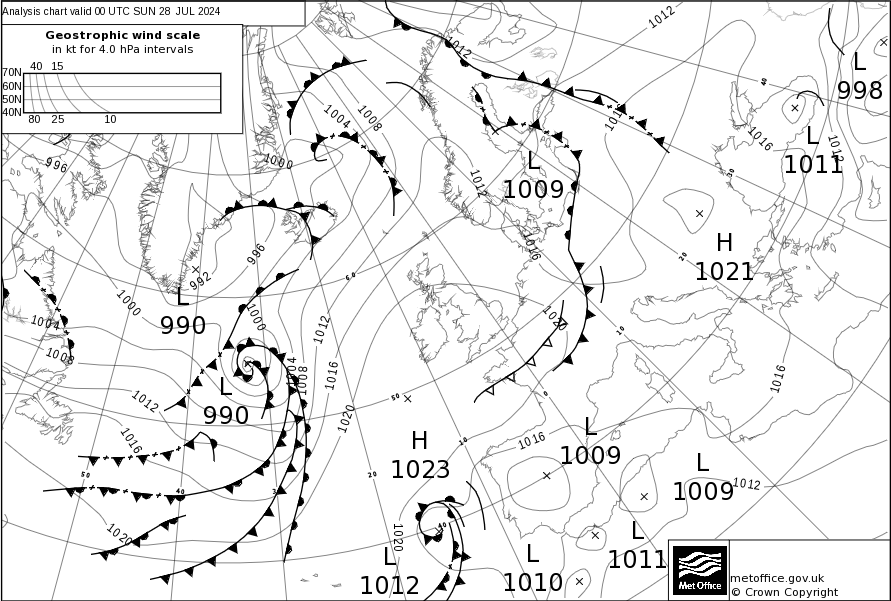 Analysis chart valid 00 UTC SUN 28 JUL 2024
Geostrophic wind scale
in kt for 4.0 hPa intervals
40 15
70N
60N
50N
40N
80 25 10
1012
1012
L
998
40
1004
1008
1016
L
1011
1012
996
1000
L
1009
1012
30
996
1016
H
1021
20
992
60
L
990
1000
1000
1004
1008
1012
1020
10
L
990
1004
1008
1016
1016
1012
50
0
1020
1016
H
1023
10
1016
L
1009
50
40
30
20
L
1009
1012
1020
1020
40
L
1012
L
1010
L
1011
Met Office
metoffice.gov.uk
© Crown Copyright